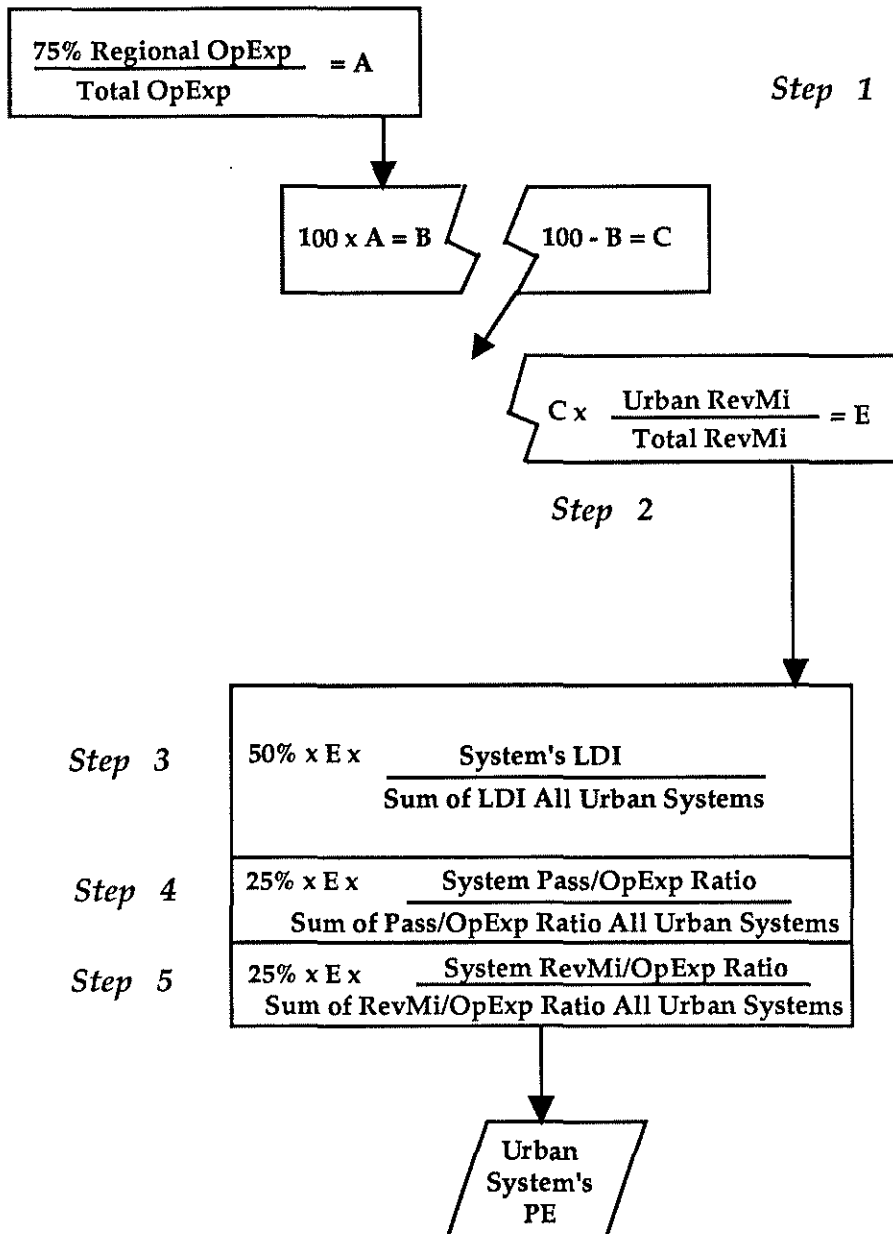 75% Regional OpExp
Total OpExp
= A
Step 1
100 x A = B
100 - B = C
C x
Urban RevMi
Total RevMi
= E
Step 2
Step 3
50% x E x
System's LDI
Sum of LDI All Urban Systems
Step 4
25% x E x
System Pass/OpExp Ratio
Sum of Pass/OpExp Ratio All Urban Systems
Step 5
25% x E x
System RevMi/OpExp Ratio
Sum of RevMi/OpExp Ratio All Urban Systems
Urban
System's
PE